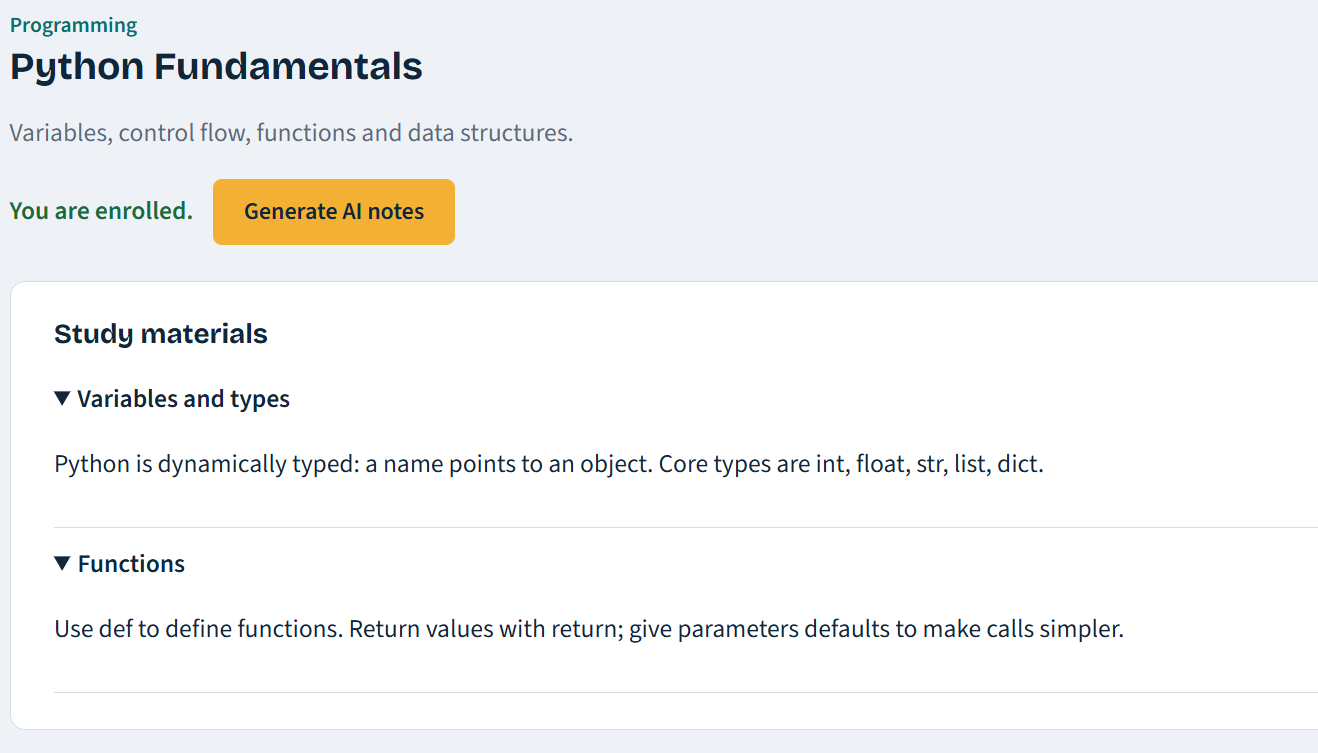 Programming
Python Fundamentals
Variables, control flow, functions and data structures.
You are enrolled. Generate AI notes
Study materials
▼ Variables and types
Python is dynamically typed: a name points to an object. Core types are int, float, str, list, dict.
▼ Functions
Use def to define functions. Return values with return; give parameters defaults to make calls simpler.